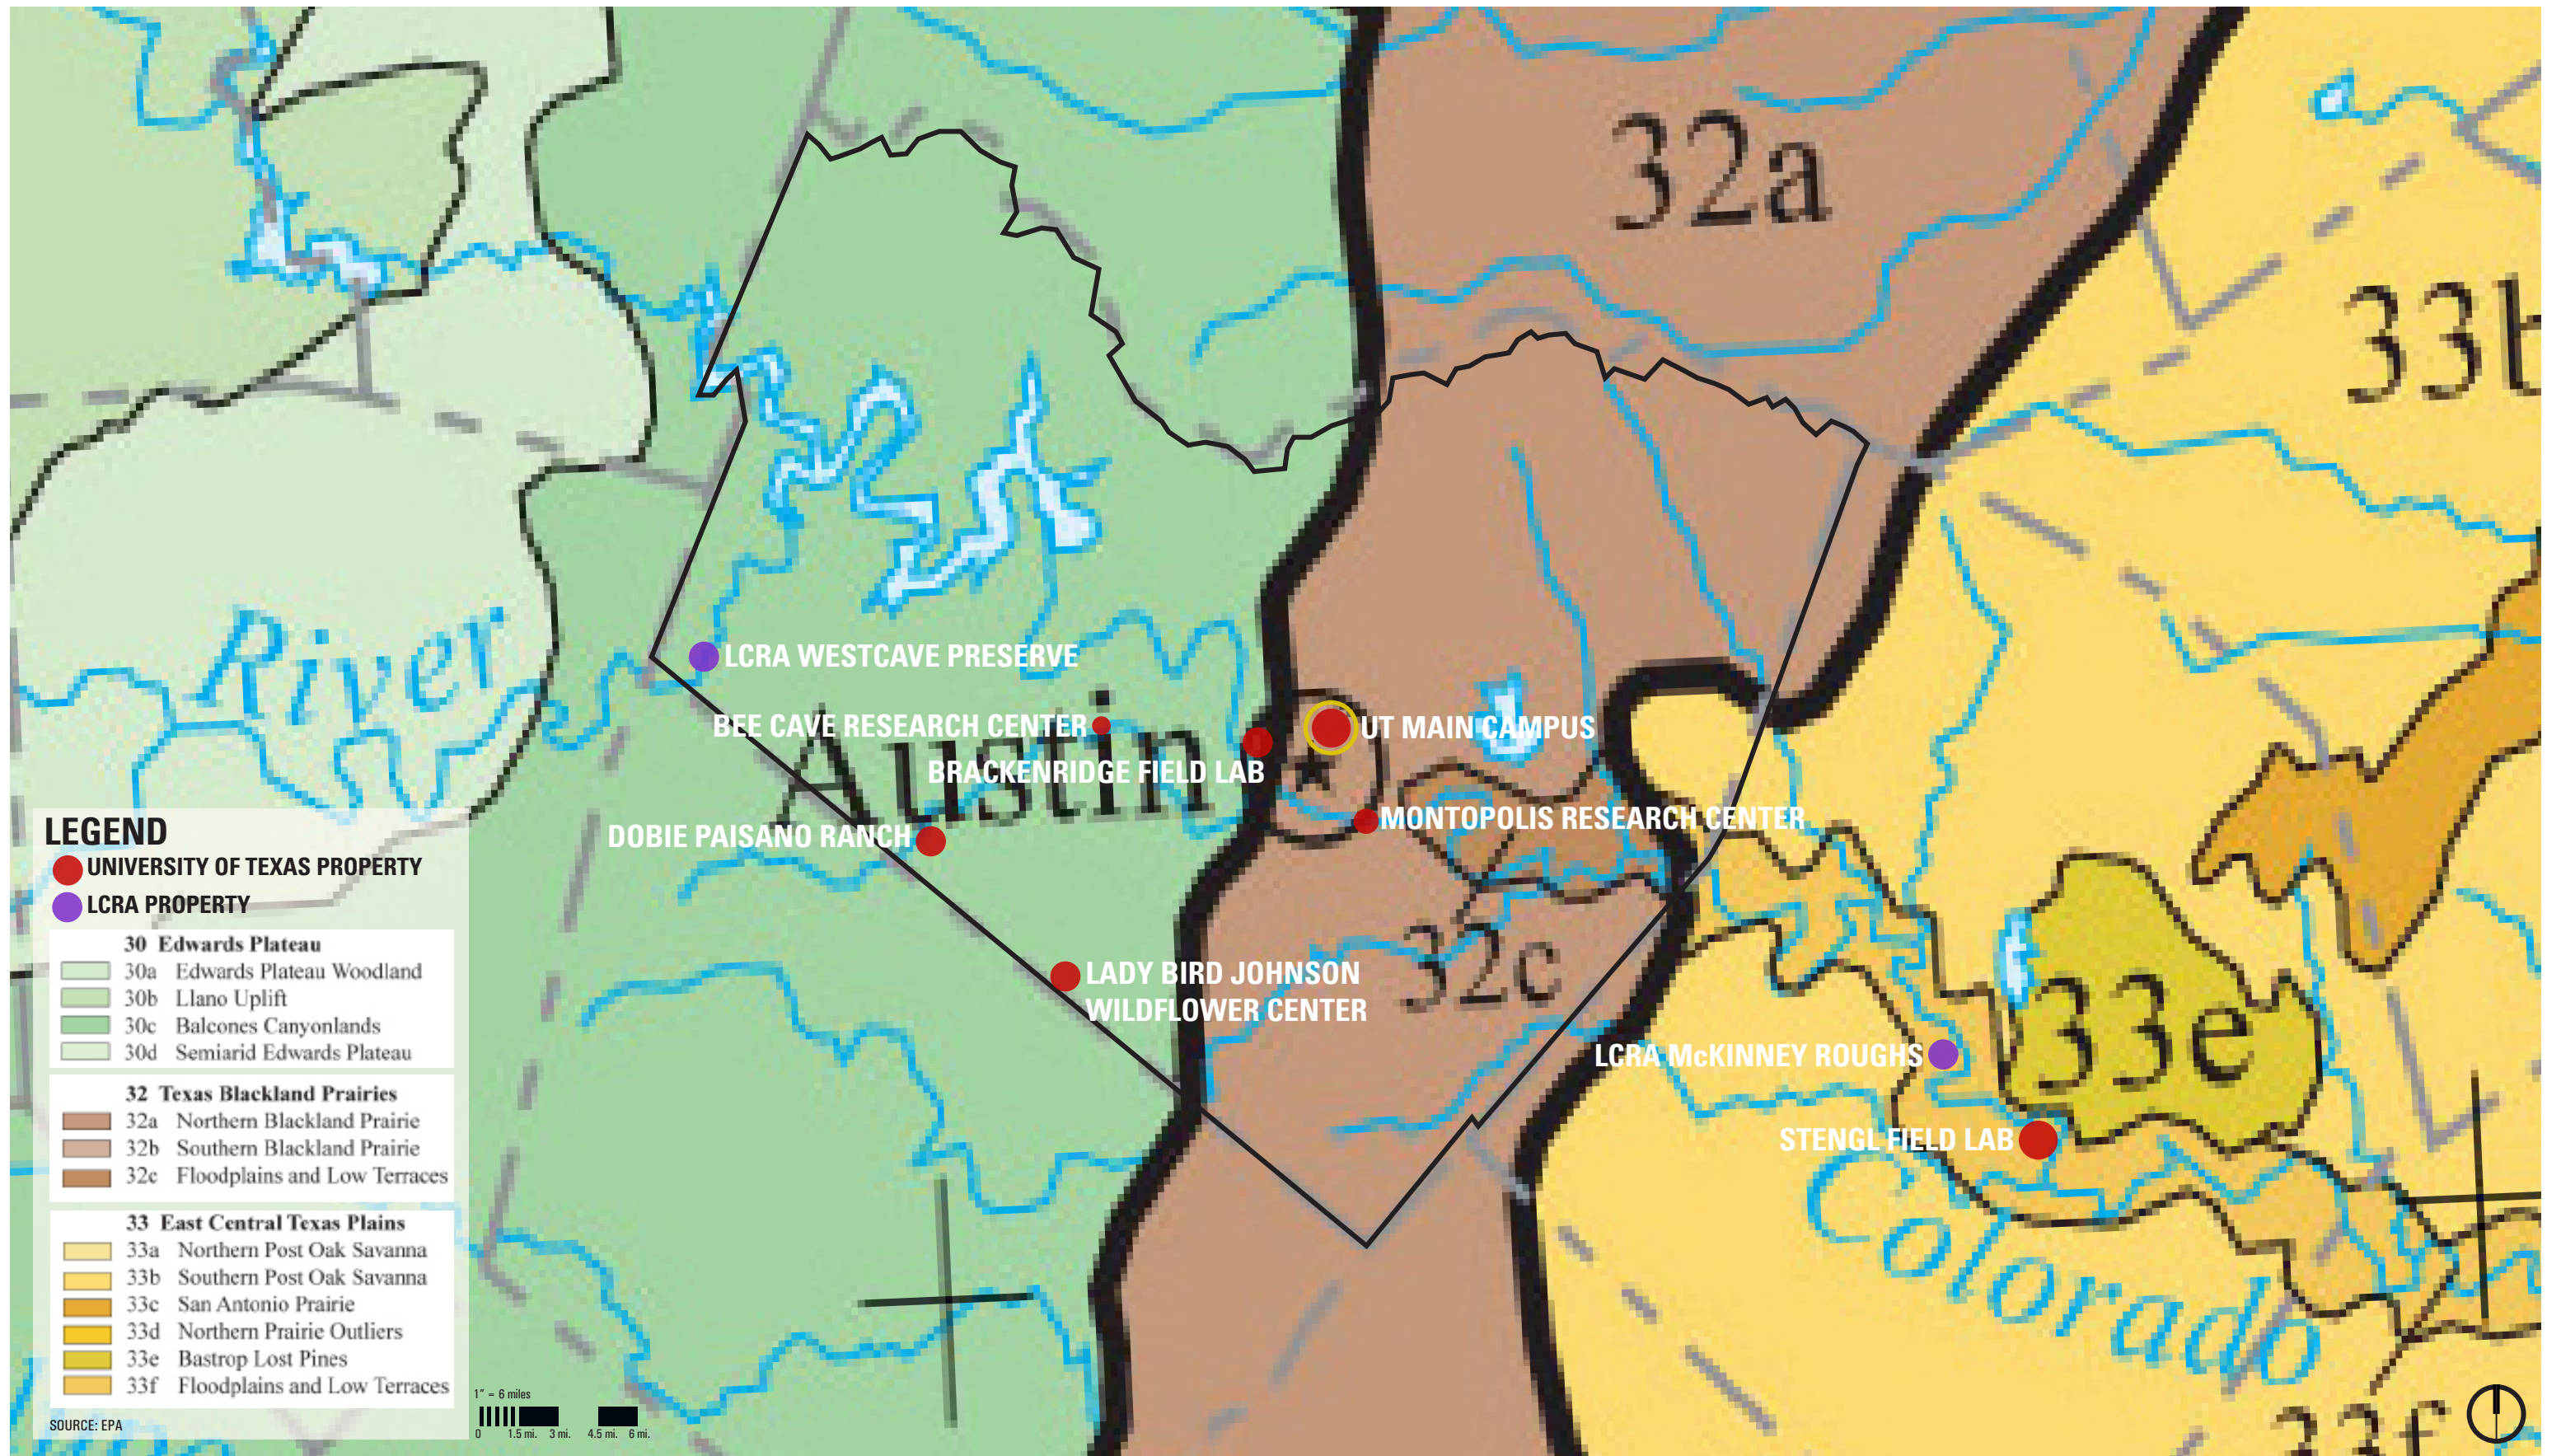 32a
33b
River
LCRA WESTCAVE PRESERVE
BEE CAVE RESEARCH CENTER
UT MAIN CAMPUS
Austin
BRACKENRIDGE FIELD LAB
MONTOPOLIS RESEARCH CENTER
DOBIE PAISANO RANCH
LADY BIRD JOHNSON
WILDFLOWER CENTER
32c
33e
LCRA McKINNEY ROUGHS
STENGL FIELD LAB
Colorado
33f
LEGEND
UNIVERSITY OF TEXAS PROPERTY
LCRA PROPERTY
30 Edwards Plateau
30a Edwards Plateau Woodland
30b Llano Uplift
30c Balcones Canyonlands
30d Semiarid Edwards Plateau
32 Texas Blackland Prairies
32a Northern Blackland Prairie
32b Southern Blackland Prairie
32c Floodplains and Low Terraces
33 East Central Texas Plains
33a Northern Post Oak Savanna
33b Southern Post Oak Savanna
33c San Antonio Prairie
33d Northern Prairie Outliers
33e Bastrop Lost Pines
33f Floodplains and Low Terraces
SOURCE: EPA
1" = 6 miles
0 1.5 mi. 3 mi. 4.5 mi. 6 mi.